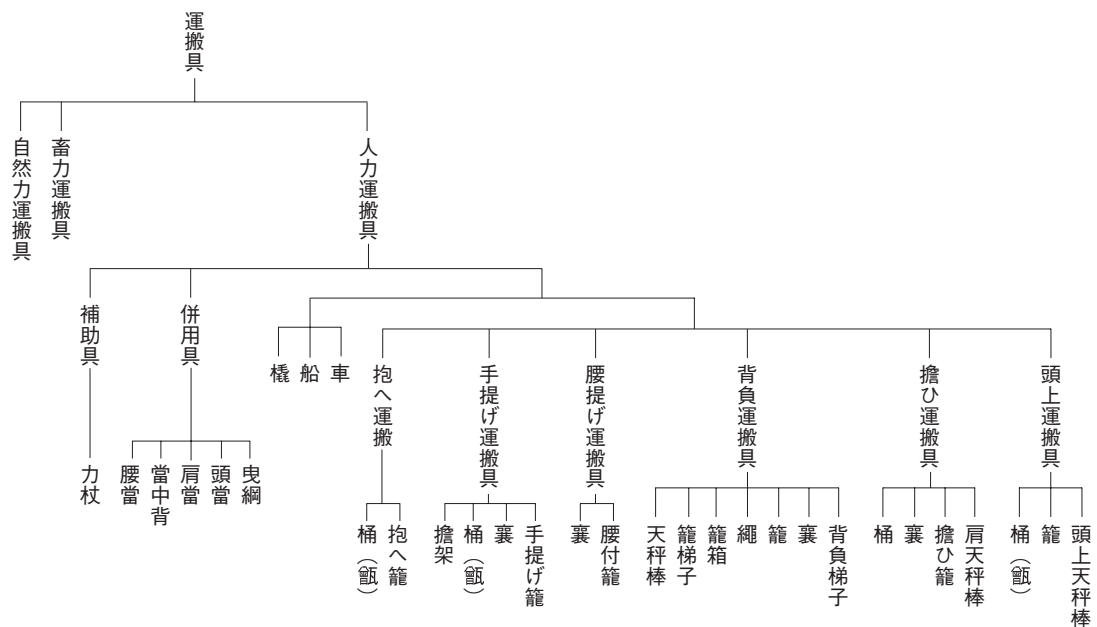 運搬具
人力運搬具
畜力運搬具
自然力運搬具
併用具
補助具
車
船
橇
頭上運搬具
擔ひ運搬具
背負運搬具
腰提げ運搬具
手提げ運搬具
抱へ運搬
曳綱
頭當
肩當
當中背
腰當
力杖
頭上天秤棒
籠
桶(甑)
肩天秤棒
擔ひ籠
襄
桶
背負梯子
襄
籠
繩
籠箱
籠梯子
天秤棒
腰付籠
襄
手提げ籠
襄
桶(甑)
擔架
抱へ籠
桶(甑)